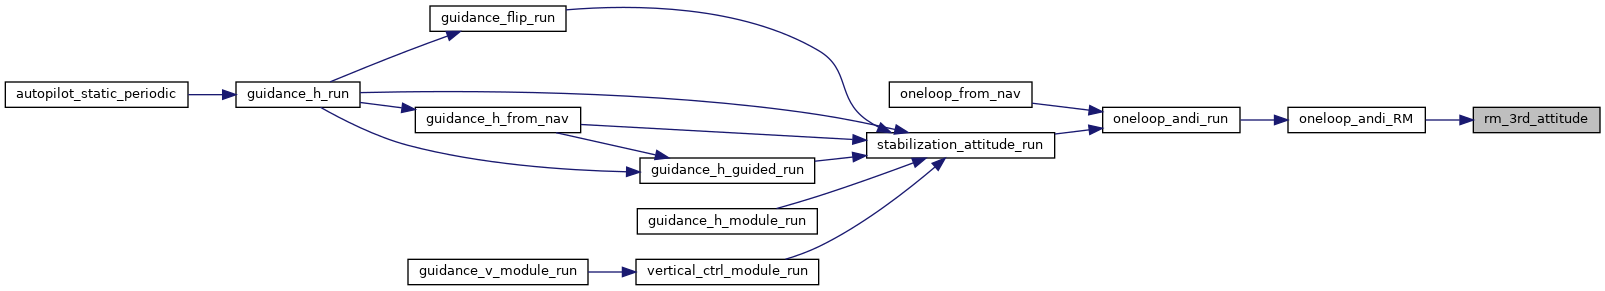 guidance_flip_run
autopilot_static_periodic
guidance_h_run
oneloop_from_nav
guidance_h_from_nav
oneloop_andi_run
oneloop_andi_RM
rm_3rd_attitude
stabilization_attitude_run
guidance_h_guided_run
guidance_h_module_run
guidance_v_module_run
vertical_ctrl_module_run